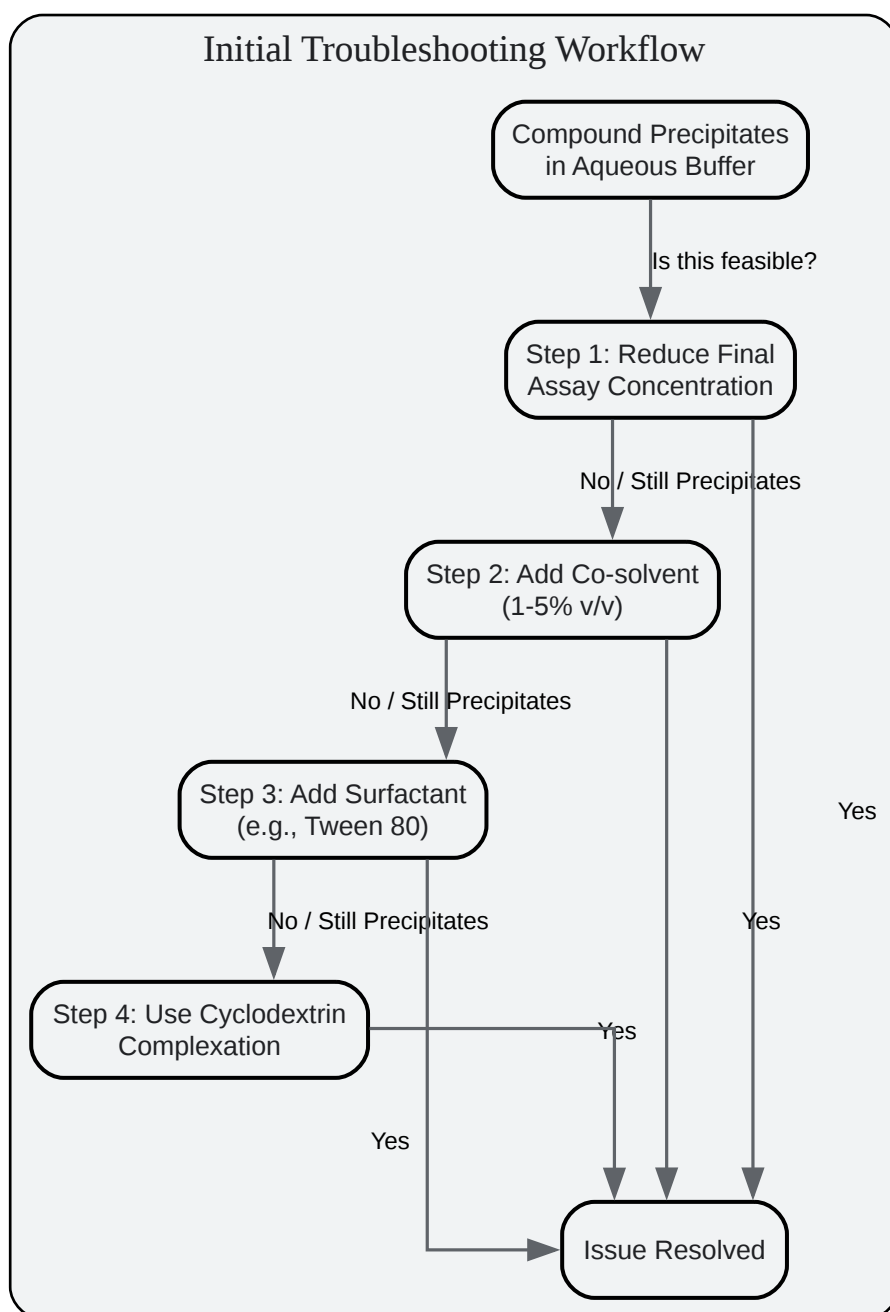 Initial Troubleshooting Workflow
Compound Precipitates
in Aqueous Buffer
Is this feasible?
Step 1: Reduce Final
Assay Concentration
No / Still Precipitates
Step 2: Add Co-solvent
(1-5% v/v)
No / Still Precipitates
Step 3: Add Surfactant
(e.g., Tween 80)
Yes
No / Still Precipitates
Yes
Step 4: Use Cyclodextrin
Complexation
Yes
Yes
Issue Resolved